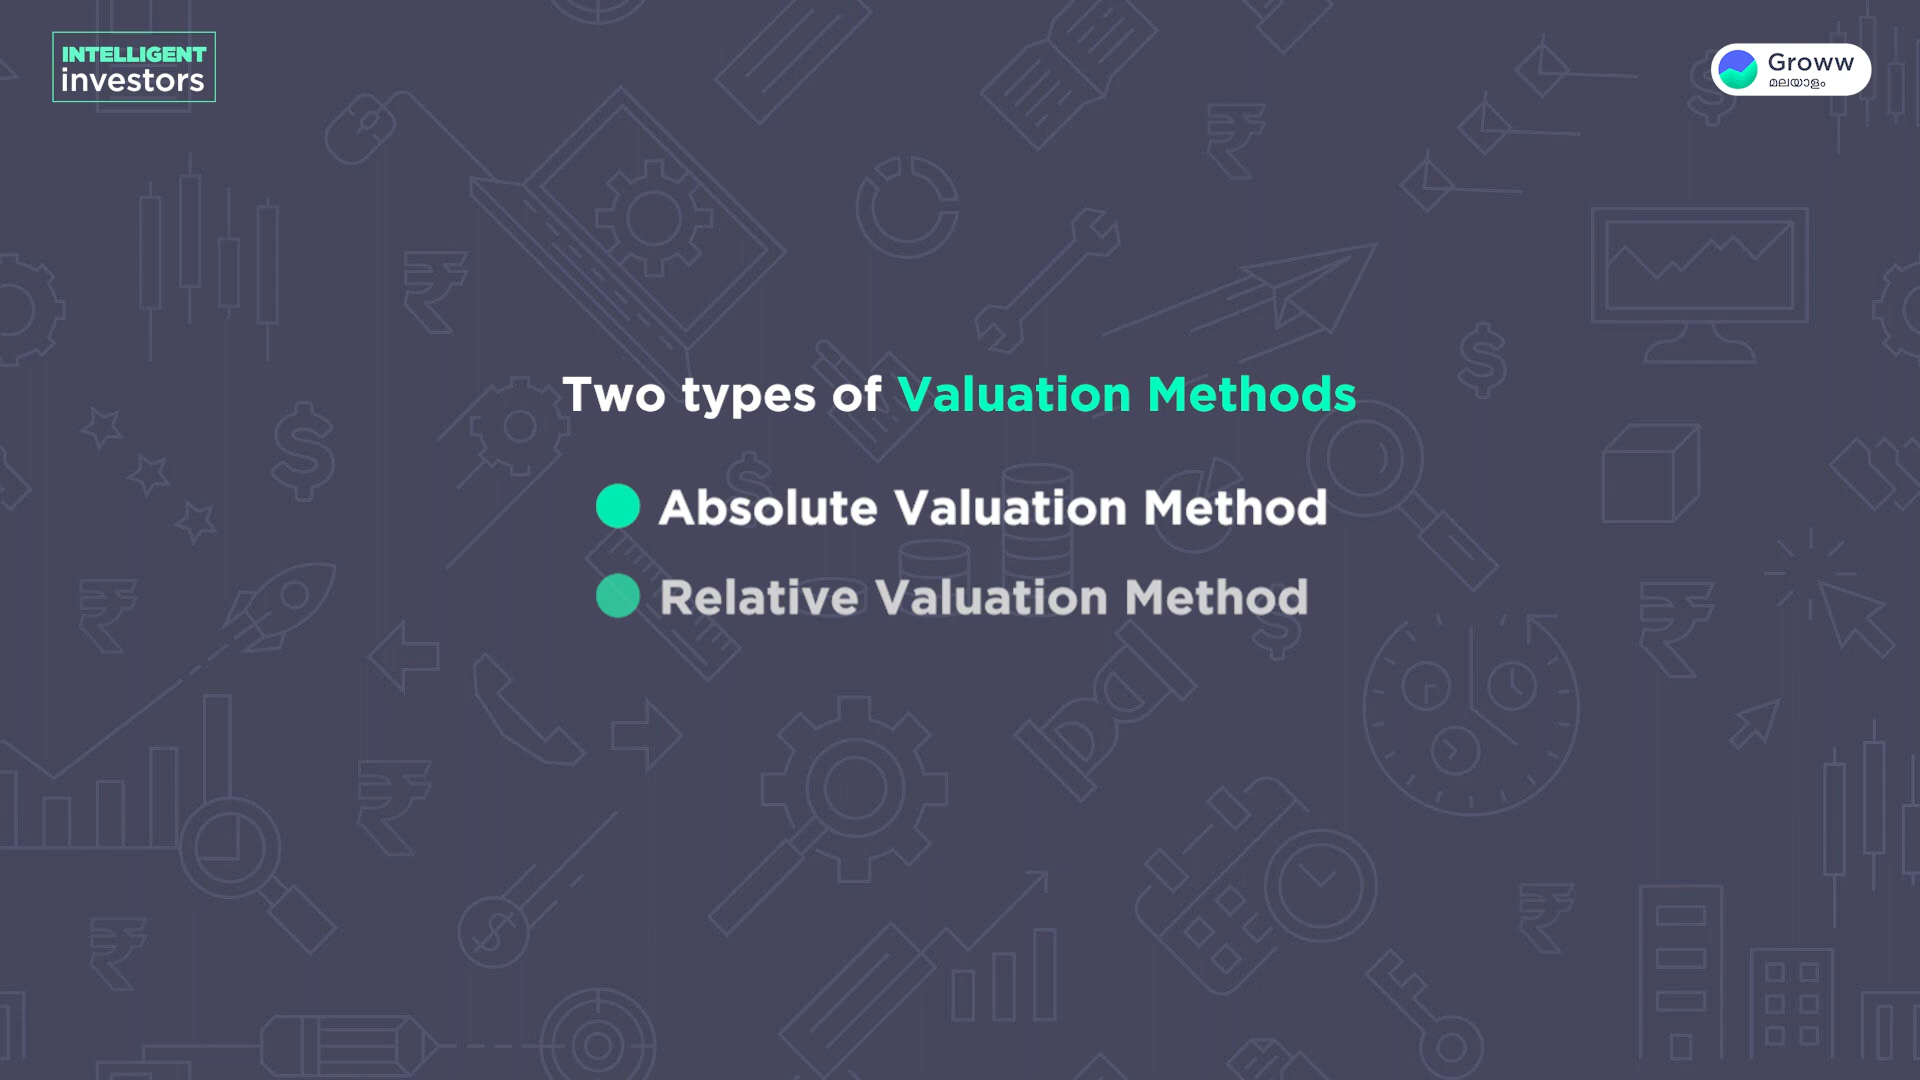 INTELLIGENT
investors
Groww
മലയാളം
Two types of Valuation Methods
Absolute Valuation Method
Relative Valuation Method